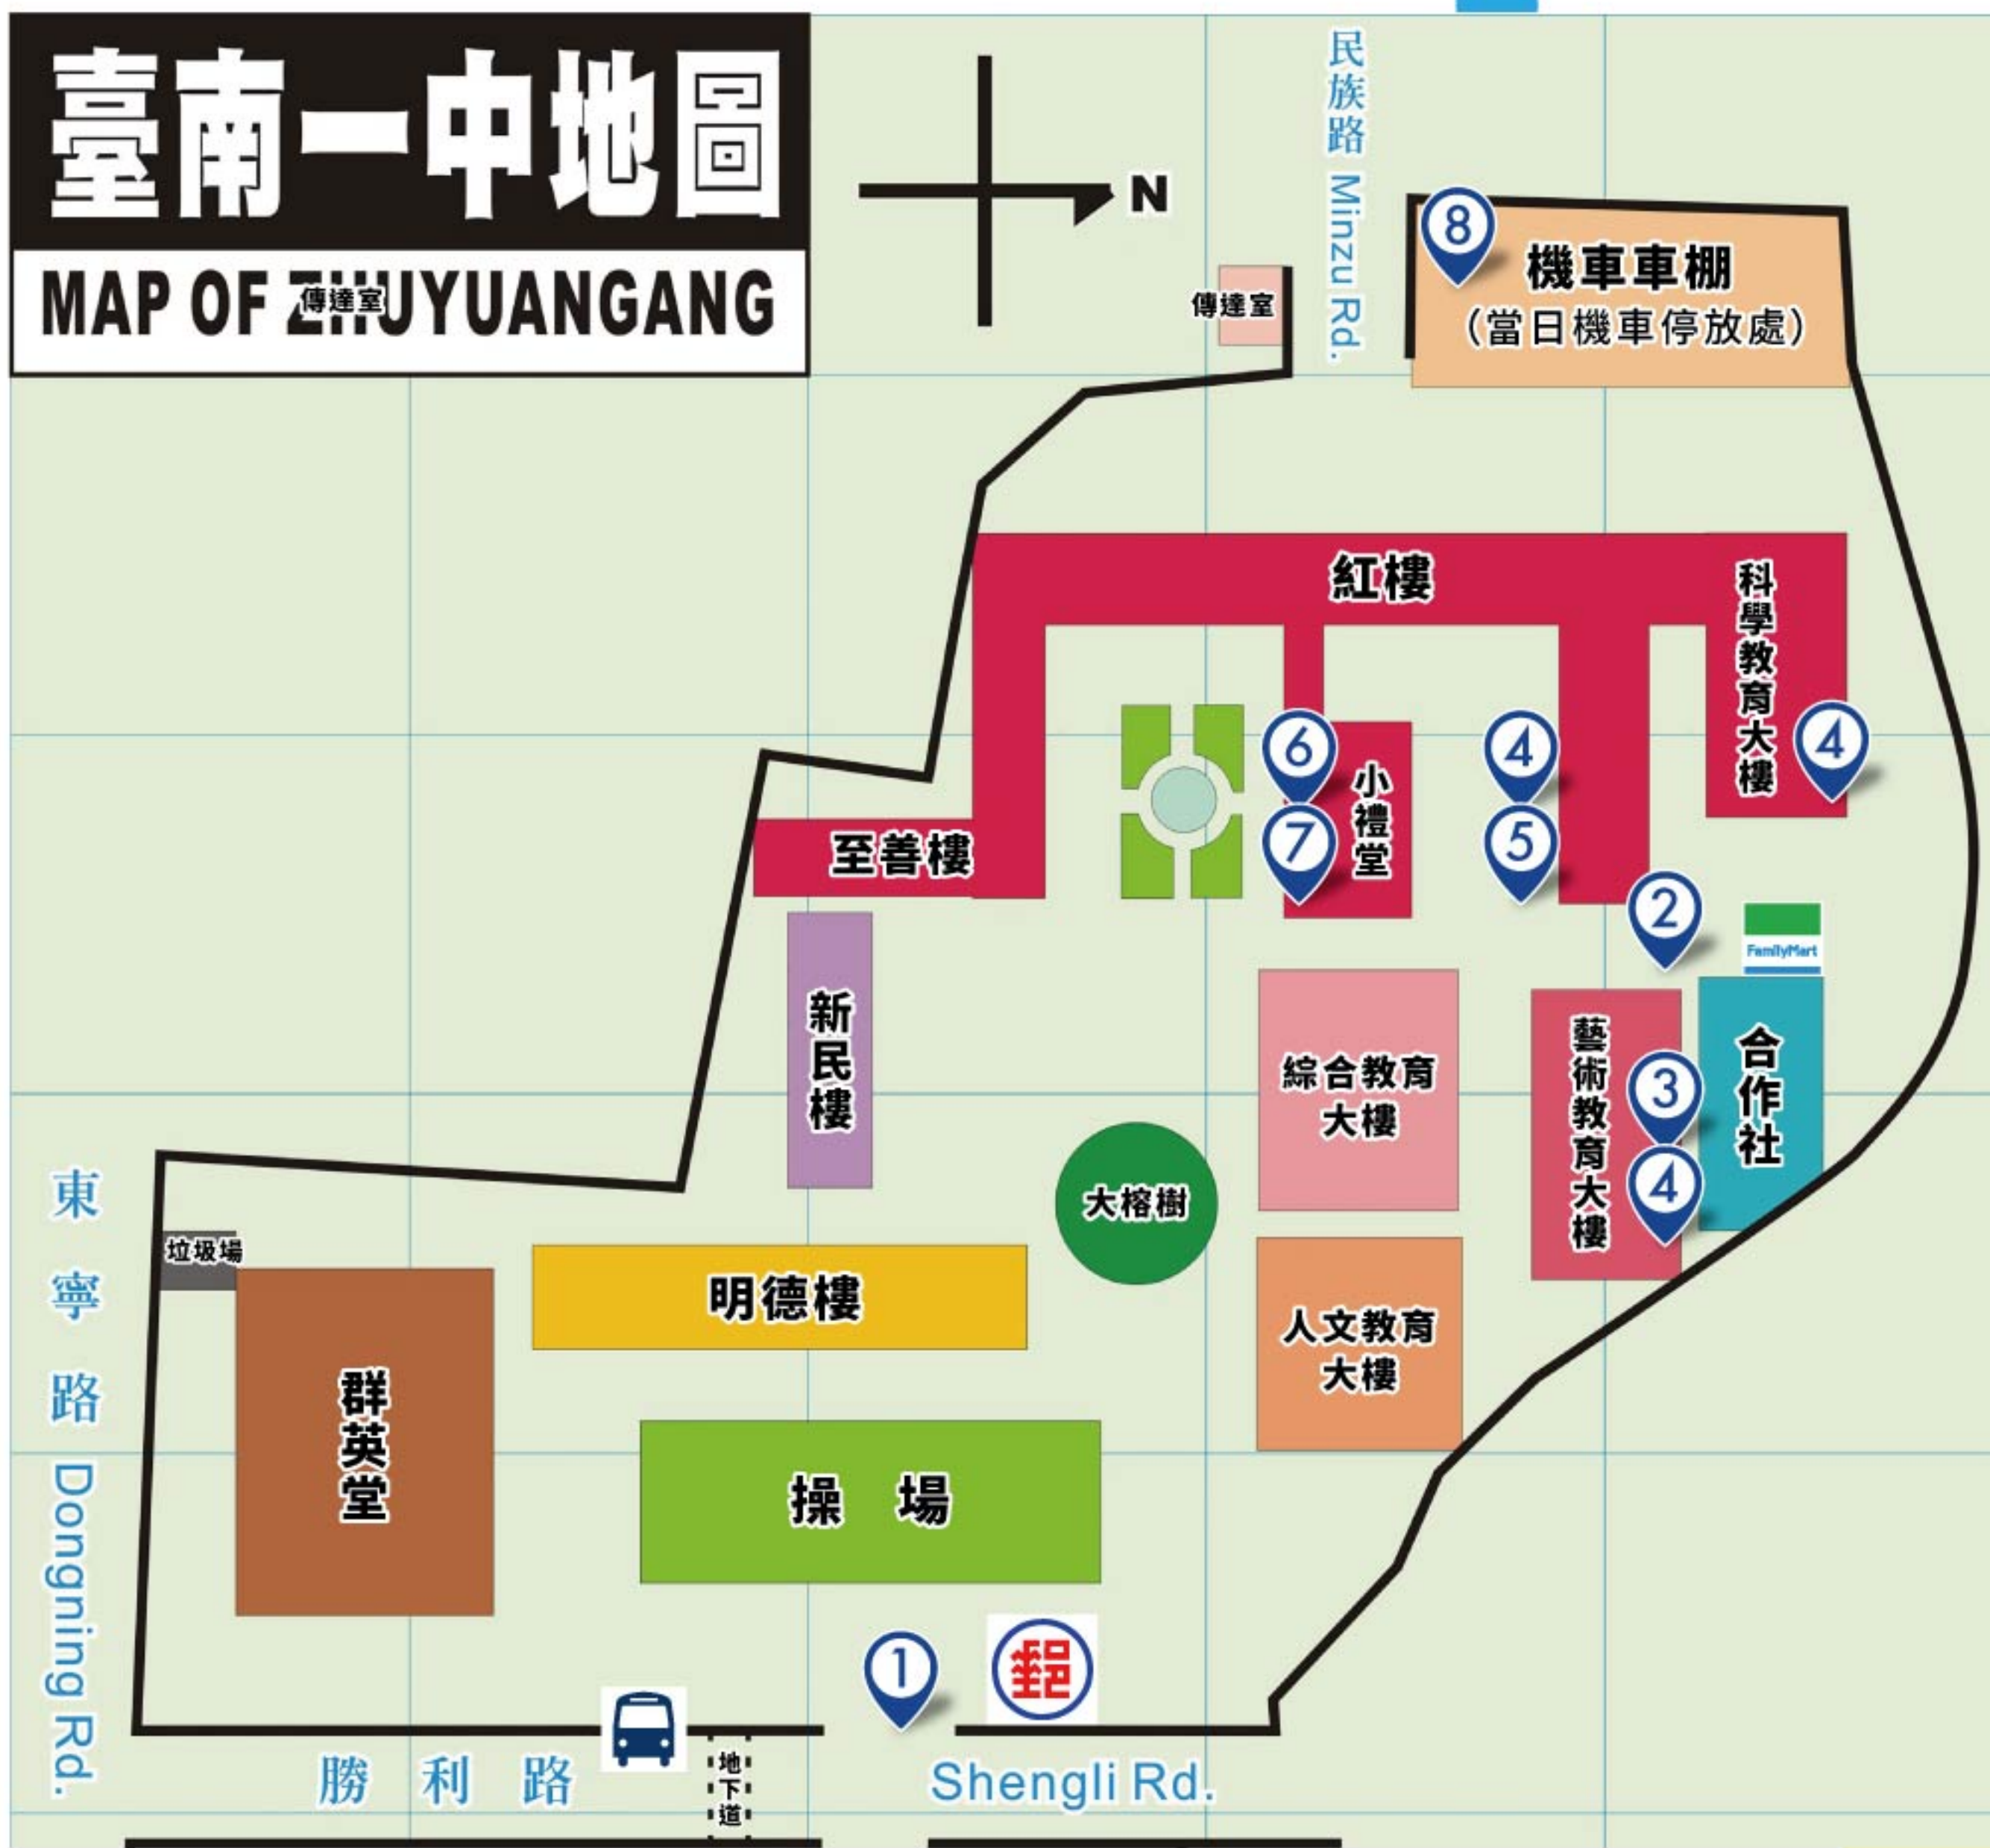 臺南一中地圖
MAP OF ZHUYUANGANG
傳達室
N
民族路 Minzu Rd.
傳達室
8
機車車棚
（當日機車停放處）
紅樓
科學教育大樓
6
小禮堂
4
4
7
5
至善樓
2
FamilyMart
新民樓
綜合教育
大樓
藝術教育大樓
3
合作社
4
大榕樹
東寧路 Dongning Rd.
垃圾場
明德樓
人文教育
大樓
群英堂
操 場
1
郵
地下道
勝利路
Shengli Rd.